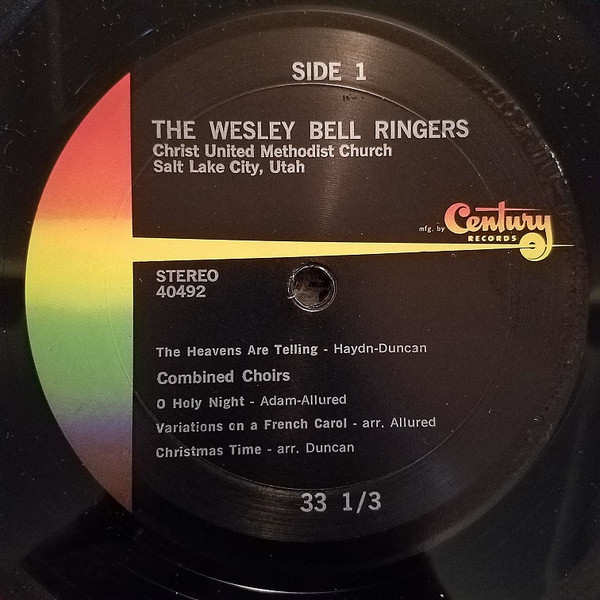 SIDE 1
THE WESLEY BELL RINGERS
Christ United Methodist Church
Salt Lake City, Utah
mfg. by Century
RECORDS
STEREO
40492
The Heavens Are Telling - Haydn-Duncan
Combined Choirs
O Holy Night - Adam-Allured
Variations on a French Carol - arr. Allured
Christmas Time - arr. Duncan
33 1/3